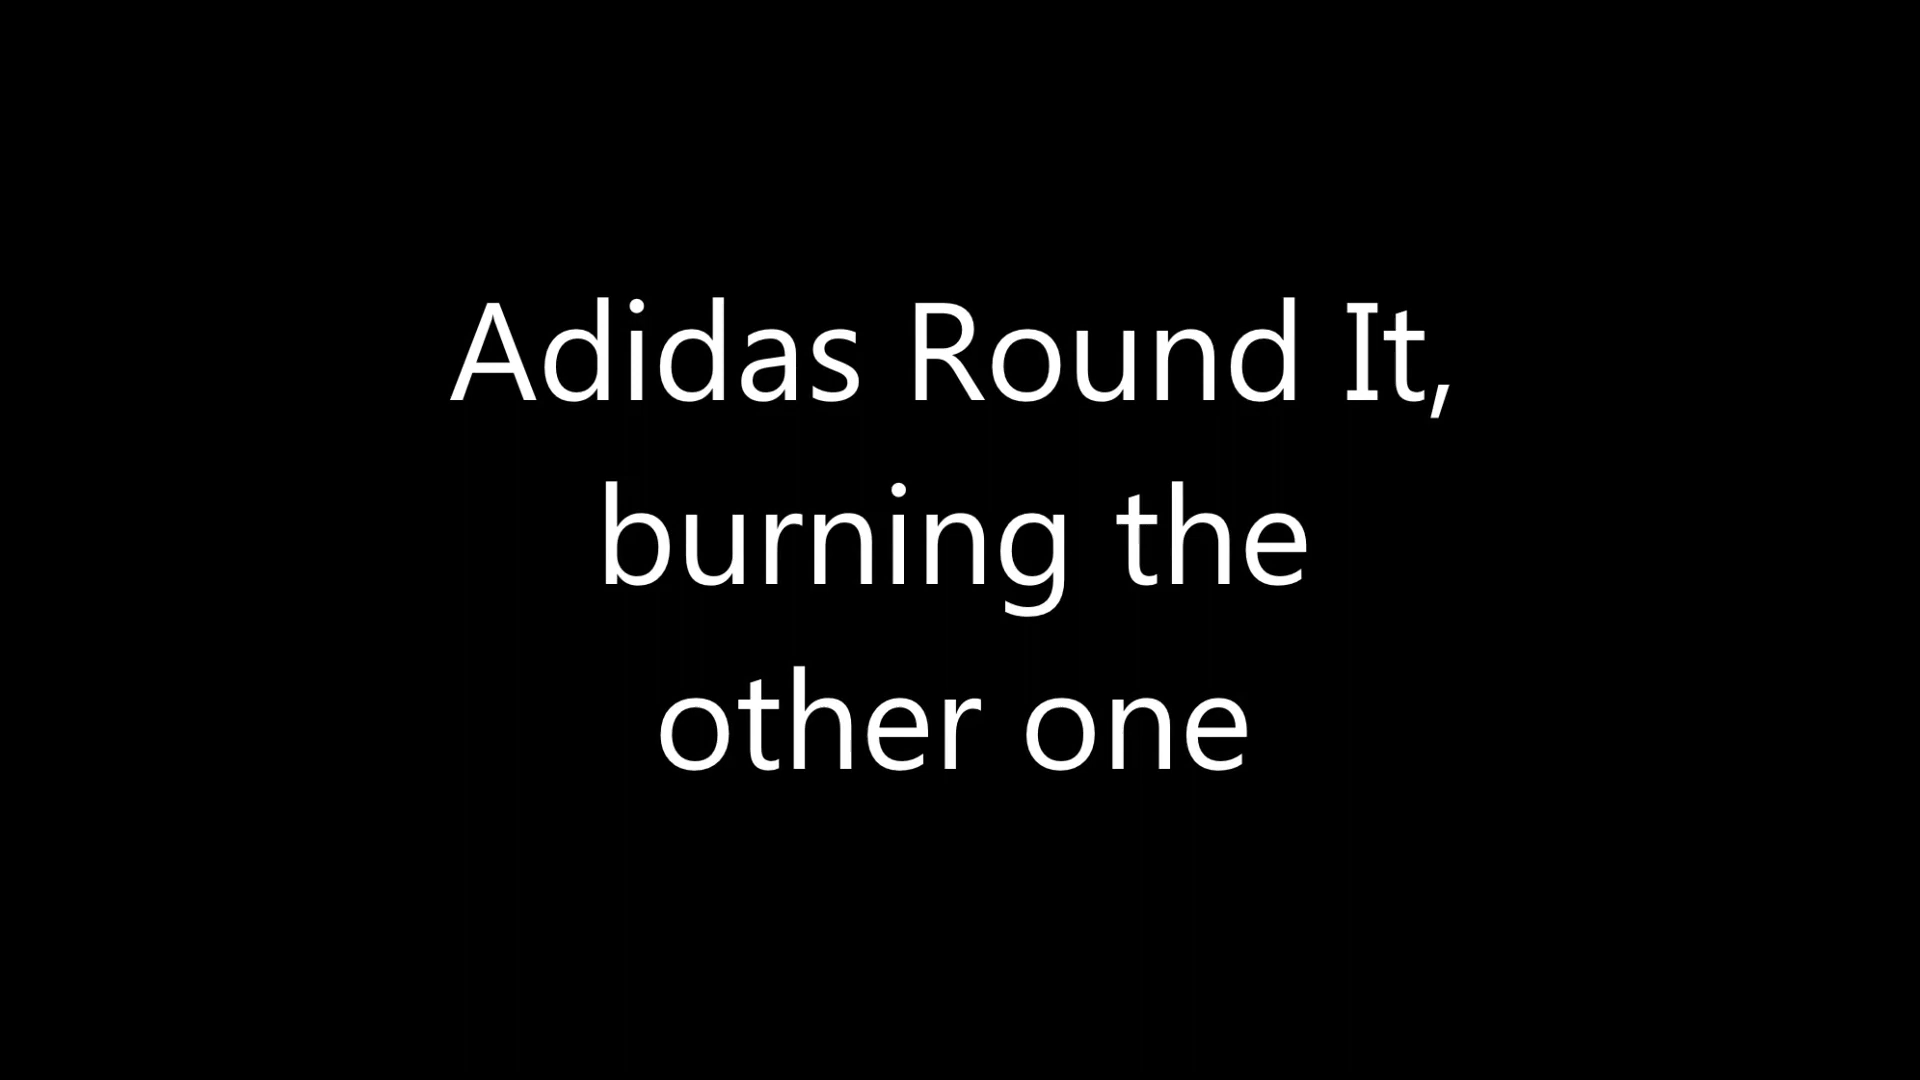 Adidas Round It,
burning the
other one